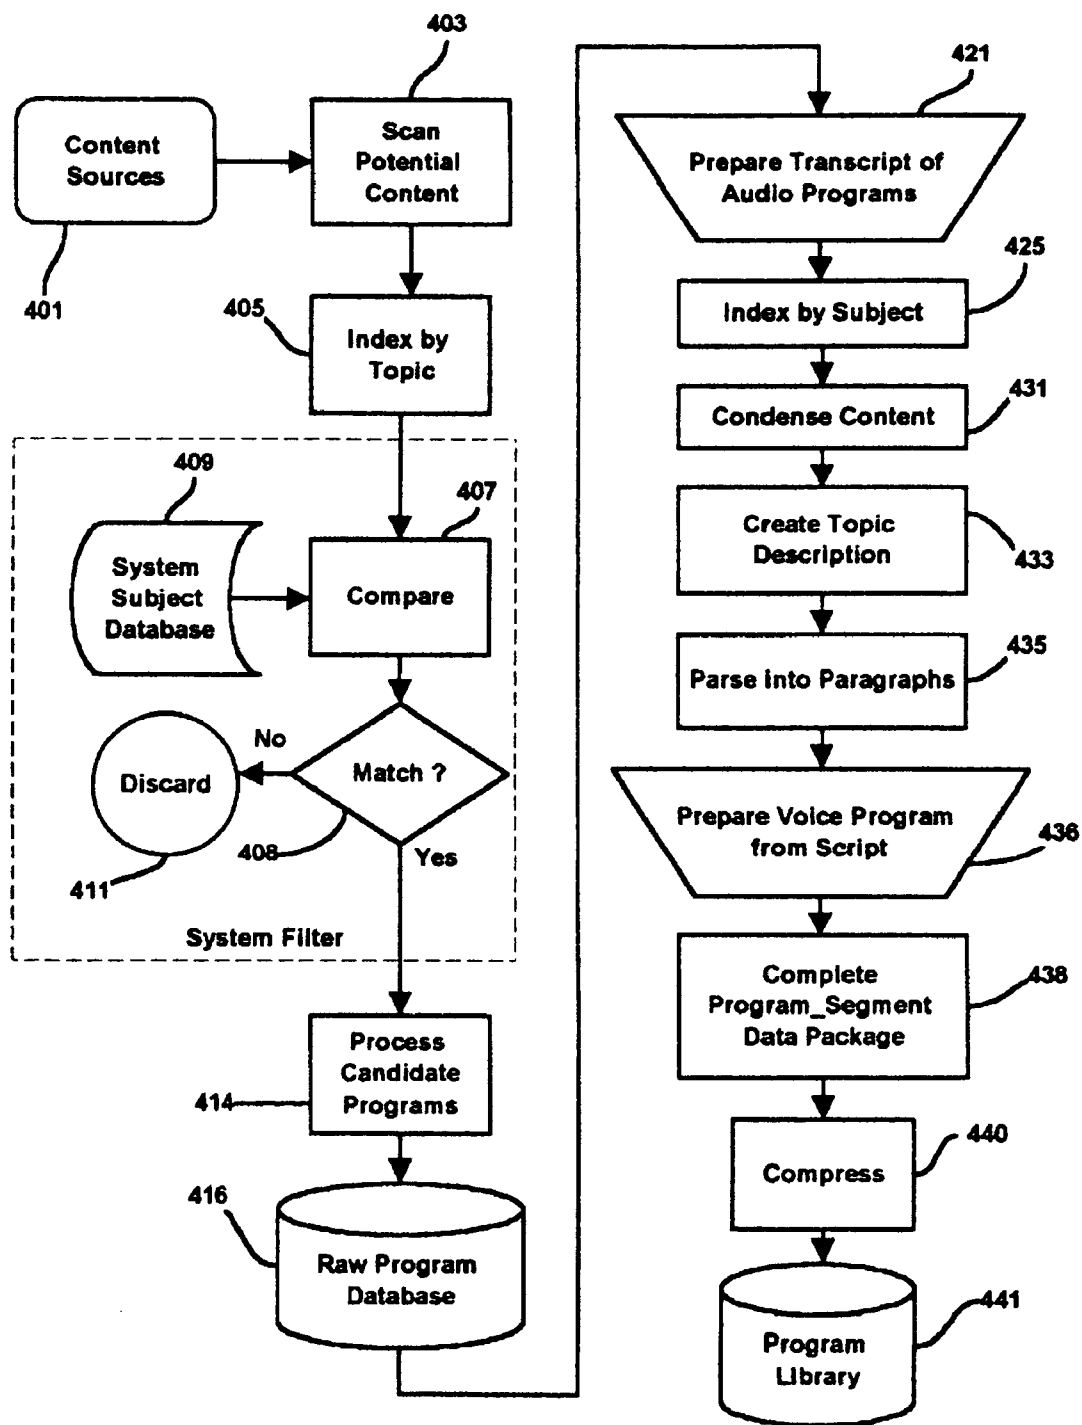 403
Content
Sources
401
Scan
Potential
Content
405
Index by
Topic
409
System
Subject
Database
407
Compare
No
Discard
411
Match ?
408
Yes
System Filter
Process
Candidate
Programs
414
416
Raw Program
Database
421
Prepare Transcript of
Audio Programs
425
Index by Subject
431
Condense Content
Create Topic
Description
433
435
Parse into Paragraphs
Prepare Voice Program
from Script
436
Complete
Program_Segment
Data Package
438
440
Compress
441
Program
Library